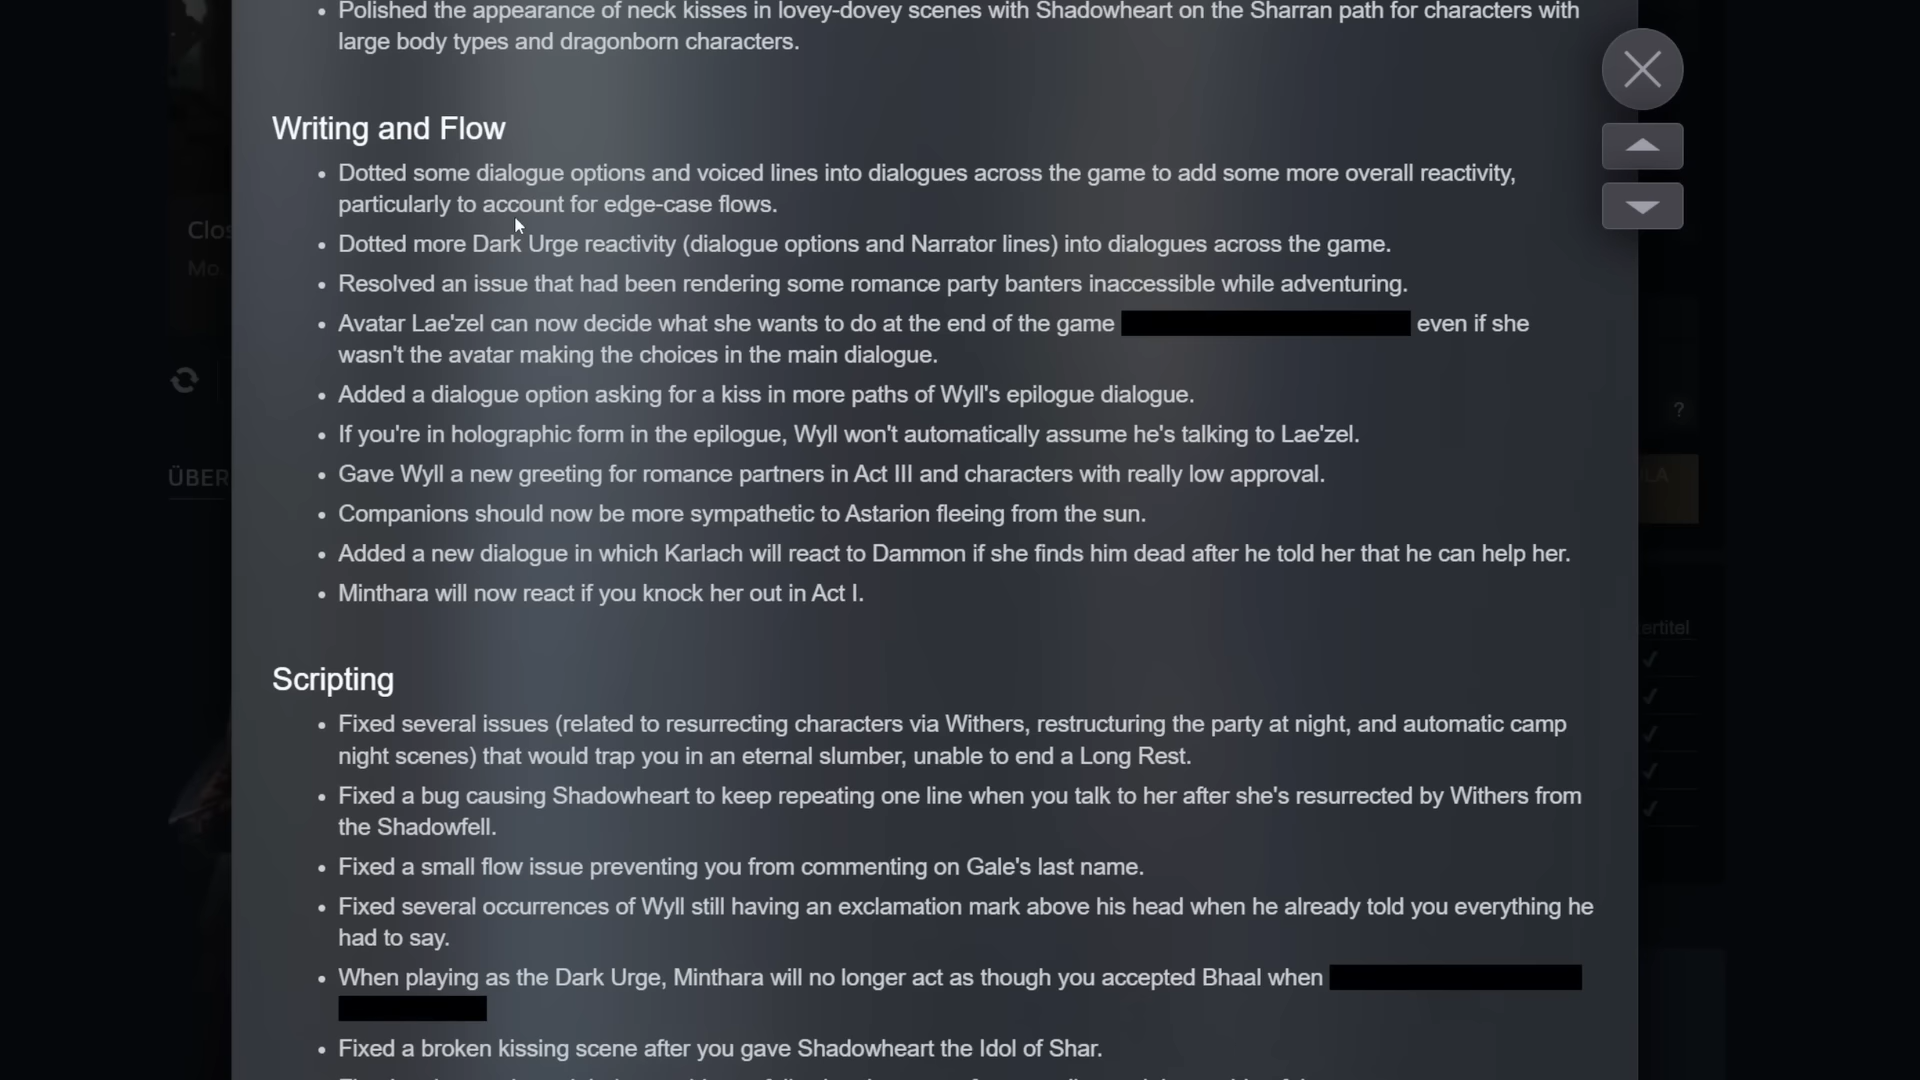 Polished the appearance of neck kisses in lovey-dovey scenes with Shadowheart on the Sharran path for characters with
large body types and dragonborn characters.
Writing and Flow
Dotted some dialogue options and voiced lines into dialogues across the game to add some more overall reactivity,
particularly to account for edge-case flows.
Dotted more Dark Urge reactivity (dialogue options and Narrator lines) into dialogues across the game.
Resolved an issue that had been rendering some romance party banters inaccessible while adventuring.
Avatar Lae'zel can now decide what she wants to do at the end of the game even if she
wasn't the avatar making the choices in the main dialogue.
Added a dialogue option asking for a kiss in more paths of Wyll's epilogue dialogue.
If you're in holographic form in the epilogue, Wyll won't automatically assume he's talking to Lae'zel.
Gave Wyll a new greeting for romance partners in Act III and characters with really low approval.
Companions should now be more sympathetic to Astarion fleeing from the sun.
Added a new dialogue in which Karlach will react to Dammon if she finds him dead after he told her that he can help her.
Minthara will now react if you knock her out in Act I.
Scripting
Fixed several issues (related to resurrecting characters via Withers, restructuring the party at night, and automatic camp
night scenes) that would trap you in an eternal slumber, unable to end a Long Rest.
Fixed a bug causing Shadowheart to keep repeating one line when you talk to her after she's resurrected by Withers from
the Shadowfell.
Fixed a small flow issue preventing you from commenting on Gale's last name.
Fixed several occurrences of Wyll still having an exclamation mark above his head when he already told you everything he
had to say.
When playing as the Dark Urge, Minthara will no longer act as though you accepted Bhaal when
Fixed a broken kissing scene after you gave Shadowheart the Idol of Shar.
Clos
Mo
ÜBER
?
LA
artitel